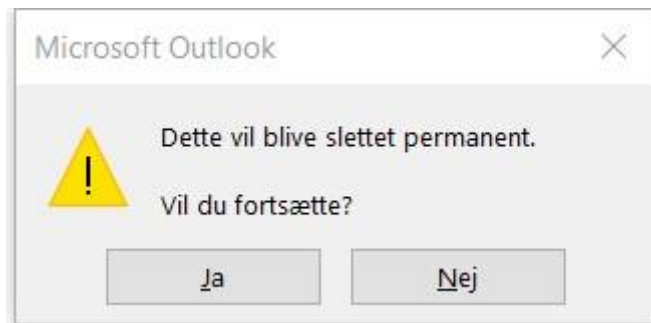 Microsoft Outlook
Dette vil blive slettet permanent.
Vil du fortsætte?
Ja
Nej